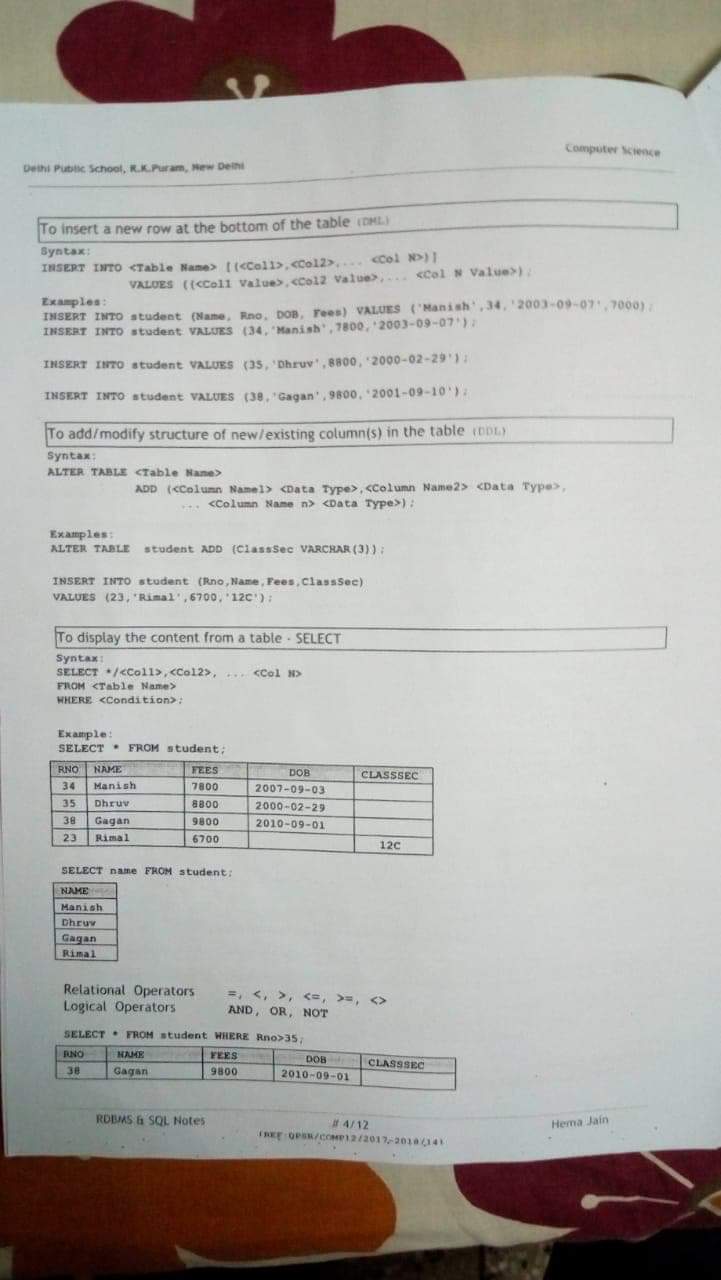 Computer Science
Delhi Public School, R.K.Puram, New Delhi
To insert a new row at the bottom of the table (DML)
Syntax:
INSERT INTO <Table Name> [(<Col1>,<Col2>,... <Col N>)]
VALUES ((<Col1 Value>,<Col2 Value>,... <Col N Value>);
Examples:
INSERT INTO student (Name, Rno, DOB, Fees) VALUES ('Manish',34,'2003-09-07',7000);
INSERT INTO student VALUES (34,'Manish',7800,'2003-09-07');
INSERT INTO student VALUES (35,'Dhruv',8800,'2000-02-29');
INSERT INTO student VALUES (38,'Gagan',9800,'2001-09-10');
To add/modify structure of new/existing column(s) in the table (DDL)
Syntax:
ALTER TABLE <Table Name>
ADD (<Column Name1> <Data Type>,<Column Name2> <Data Type>,
... <Column Name n> <Data Type>);
Examples:
ALTER TABLE student ADD (ClassSec VARCHAR(3));
INSERT INTO student (Rno,Name,Fees,ClassSec)
VALUES (23,'Rimal',6700,'12C');
To display the content from a table - SELECT
Syntax:
SELECT */<Col1>,<Col2>, ... <Col N>
FROM <Table Name>
WHERE <Condition>;
Example:
SELECT * FROM student;
RNO NAME FEES DOB CLASSSEC
34 Manish 7800 2007-09-03
35 Dhruv 8800 2000-02-29
38 Gagan 9800 2010-09-01
23 Rimal 6700 12C
SELECT name FROM student;
NAME
Manish
Dhruv
Gagan
Rimal
Relational Operators =, <, >, <=, >=, <>
Logical Operators AND, OR, NOT
SELECT * FROM student WHERE Rno>35;
RNO NAME FEES DOB CLASSSEC
38 Gagan 9800 2010-09-01
RDBMS & SQL Notes # 4/12 Hema Jain
(REF:QPSR/COMP12/2017-2018/14)